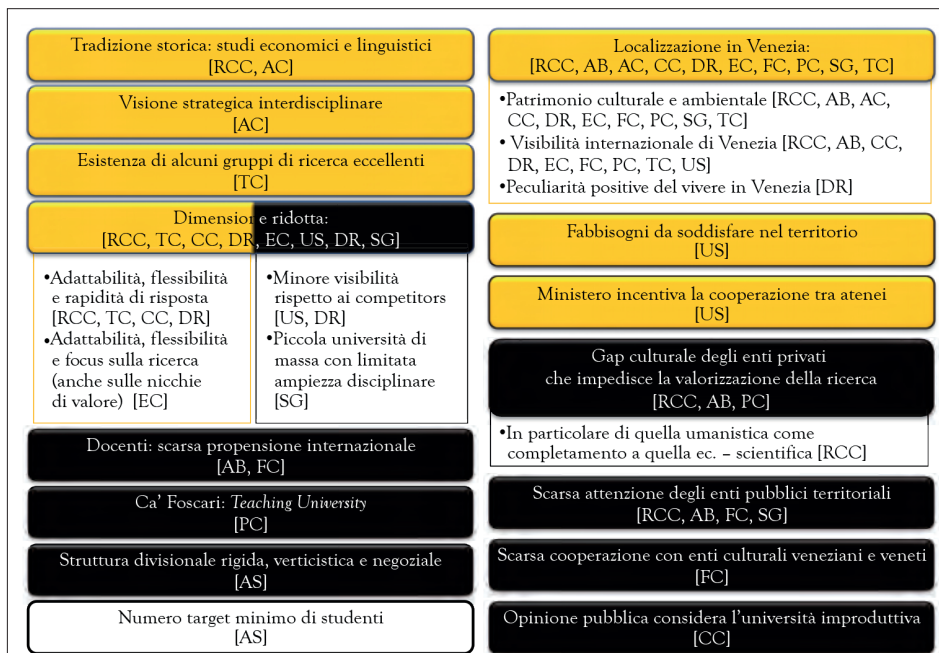 Tradizione storica: studi economici e linguistici
[RCC, AC]
Visione strategica interdisciplinare
[AC]
Esistenza di alcuni gruppi di ricerca eccellenti
[TC]
Dimensione ridotta:
[RCC, TC, CC, DR, EC, US, DR, SG]
•Adattabilità, flessibilità
e rapidità di risposta
[RCC, TC, CC, DR]
•Adattabilità, flessibilità
e focus sulla ricerca
(anche sulle nicchie
di valore) [EC]
•Minore visibilità
rispetto ai competitors
[US, DR]
•Piccola università di
massa con limitata
ampiezza disciplinare
[SG]
Docenti: scarsa propensione internazionale
[AB, FC]
Ca' Foscari: Teaching University
[PC]
Struttura divisionale rigida, verticistica e negoziale
[AS]
Numero target minimo di studenti
[AS]
Localizzazione in Venezia:
[RCC, AB, AC, CC, DR, EC, FC, PC, SG, TC]
•Patrimonio culturale e ambientale [RCC, AB, AC,
CC, DR, EC, FC, PC, SG, TC]
•Visibilità internazionale di Venezia [RCC, AB, CC,
DR, EC, FC, PC, TC, US]
•Peculiarità positive del vivere in Venezia [DR]
Fabbisogni da soddisfare nel territorio
[US]
Ministero incentiva la cooperazione tra atenei
[US]
Gap culturale degli enti privati
che impedisce la valorizzazione della ricerca
[RCC, AB, PC]
•In particolare di quella umanistica come
completamento a quella ec. – scientifica [RCC]
Scarsa attenzione degli enti pubblici territoriali
[RCC, AB, FC, SG]
Scarsa cooperazione con enti culturali veneziani e veneti
[FC]
Opinione pubblica considera l'università improduttiva
[CC]